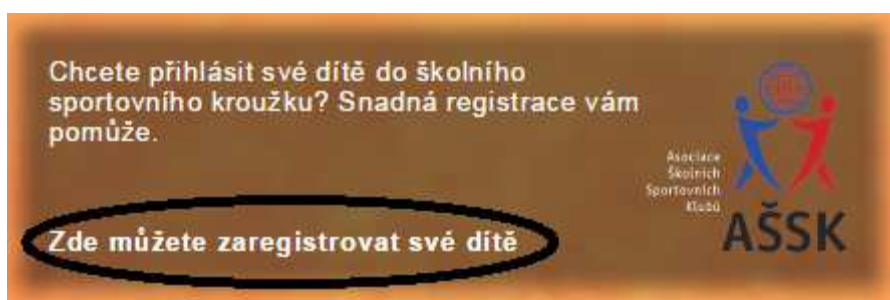 Chcete přihlásit své dítě do školního
sportovního kroužku? Snadná registrace vám
pomůže.
Zde můžete zaregistrovat své dítě
Asociace
Školních
Sportovních
Klubů
AŠSK